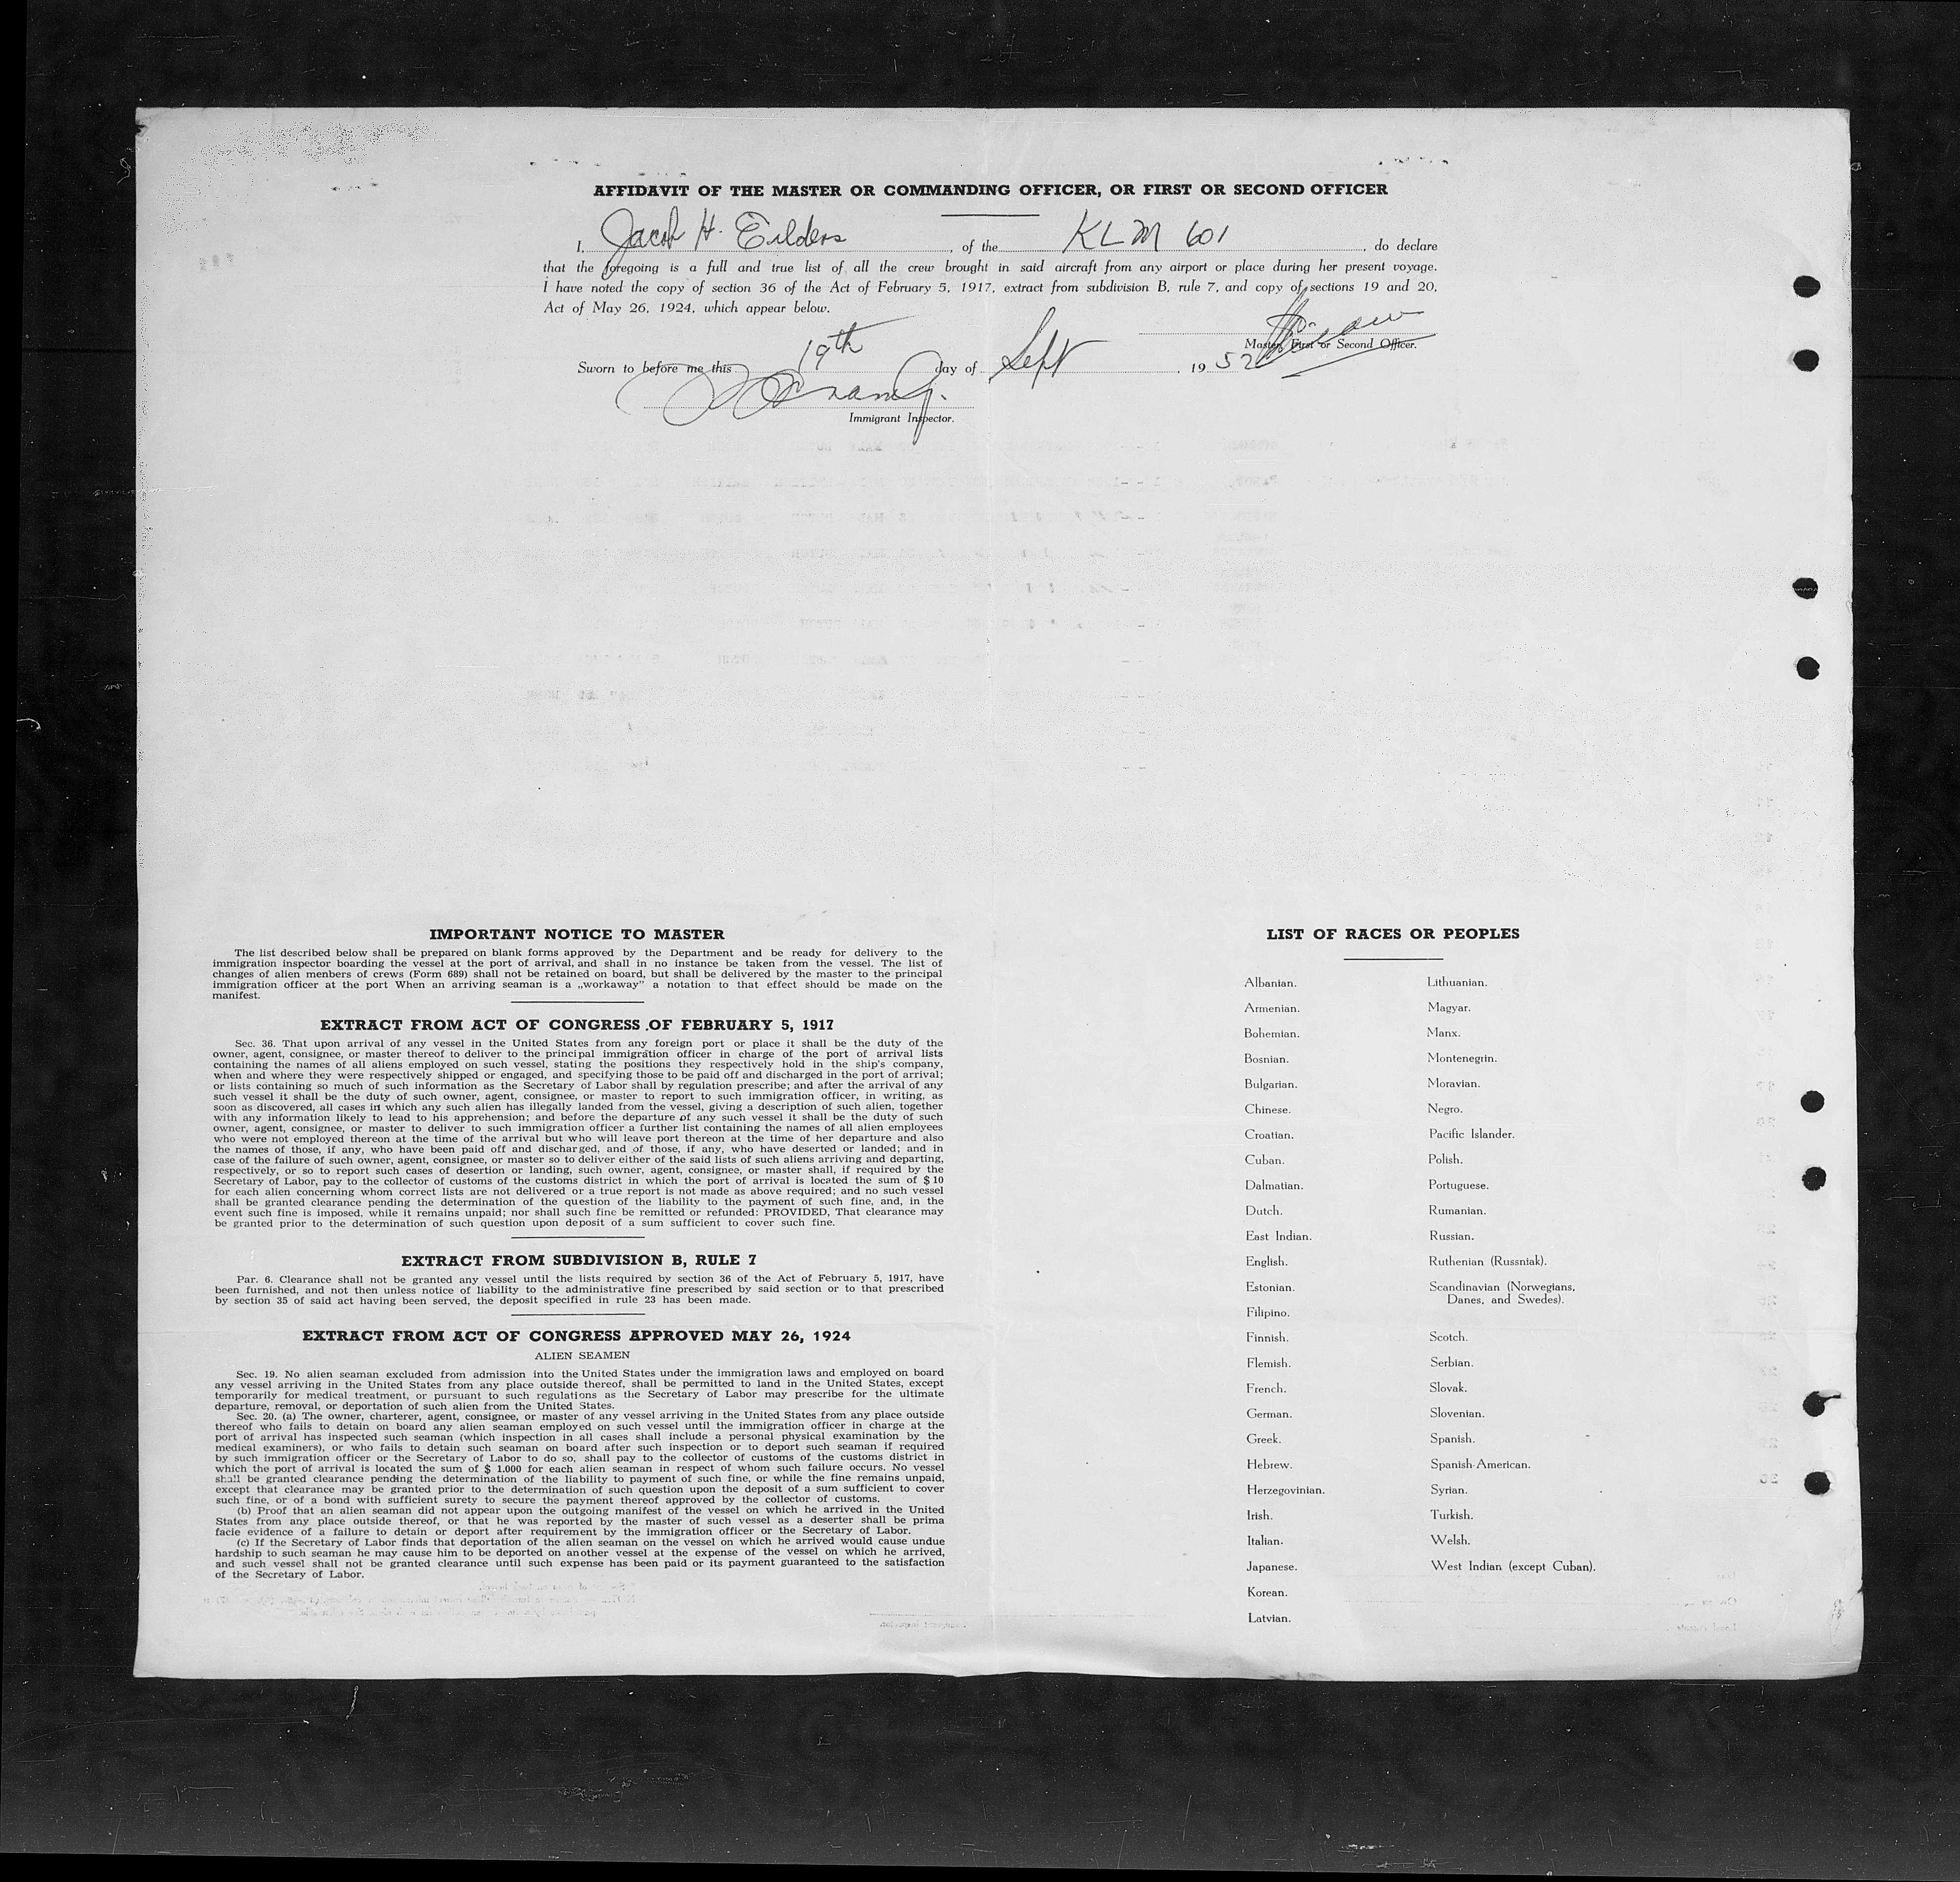 AFFIDAVIT OF THE MASTER OR COMMANDING OFFICER, OR FIRST OR SECOND OFFICER
I, Jacob H. Eilders, of the KLM 601, do declare
that the foregoing is a full and true list of all the crew brought in said aircraft from any airport or place during her present voyage.
I have noted the copy of section 36 of the Act of February 5, 1917, extract from subdivision B, rule 7, and copy of sections 19 and 20,
Act of May 26, 1924, which appear below.
Master, First or Second Officer.
Sworn to before me this 19th day of Sept, 1952
Immigrant Inspector.
IMPORTANT NOTICE TO MASTER
The list described below shall be prepared on blank forms approved by the Department and be ready for delivery to the
immigration inspector boarding the vessel at the port of arrival, and shall in no instance be taken from the vessel. The list of
changes of alien menbers of crews (Form 689) shall not be retained on board, but shall be delivered by the master to the principal
immigration officer at the port When an arriving seaman is a „workaway" a notation to that effect should be made on the
manifest.
EXTRACT FROM ACT OF CONGRESS OF FEBRUARY 5, 1917
Sec. 36. That upon arrival of any vessel in the United States from any foreign port or place it shall be the duty of the
owner, agent, consignee, or master thereof to deliver to the principal immigration officer in charge of the port of arrival lists
containing the names of all aliens employed on such vessel, stating the positions they respectively hold in the ship's company,
when and where they were respectively shipped or engaged, and specifying those to be paid off and discharged in the port of arrival;
or lists containing so much of such information as the Secretary of Labor shall by regulation prescribe; and after the arrival of any
such vessel it shall be the duty of such owner, agent, consignee, or master to report to such immigration officer, in writing, as
soon as discovered, all cases in which any such alien has illegally landed from the vessel, giving a description of such alien, together
with any information likely to lead to his apprehension; and before the departure of any such vessel it shall be the duty of such
owner, agent, consignee, or master to deliver to such immigration officer a further list containing the names of all alien employees
who were not employed thereon at the time of the arrival but who will leave port thereon at the time of her departure and also
the names of those, if any, who have been paid off and discharged, and of those, if any, who have deserted or landed; and in
case of the failure of such owner, agent, consignee, or master so to deliver either of the said lists of such aliens arriving and departing,
respectively, or so to report such cases of desertion or landing, such owner, agent, consignee, or master shall, if required by the
Secretary of Labor, pay to the collector of customs of the customs district in which the port of arrival is located the sum of $ 10
for each alien concerning whom correct lists are not delivered or a true report is not made as above required; and no such vessel
shall be granted clearance pending the determination of the question of the liability to the payment of such fine, and, in the
event such fine is imposed, while it remains unpaid; nor shall such fine be remitted or refunded: PROVIDED, That clearance may
be granted prior to the determination of such question upon deposit of a sum sufficient to cover such fine.
EXTRACT FROM SUBDIVISION B, RULE 7
Par. 6. Clearance shall not be granted any vessel until the lists required by section 36 of the Act of February 5, 1917, have
been furnished, and not then unless notice of liability to the administrative fine prescribed by said section or to that prescribed
by section 35 of said act having been served, the deposit specified in rule 23 has been made.
EXTRACT FROM ACT OF CONGRESS APPROVED MAY 26, 1924
ALIEN SEAMEN
Sec. 19. No alien seaman excluded from admission into the United States under the immigration laws and employed on board
any vessel arriving in the United States from any place outside thereof, shall be permitted to land in the United States, except
temporarily for medical treatment, or pursuant to such regulations as the Secretary of Labor may prescribe for the ultimate
departure, removal, or deportation of such alien from the United States.
Sec. 20. (a) The owner, charterer, agent, consignee, or master of any vessel arriving in the United States from any place outside
thereof who fails to detain on board any alien seaman employed on such vessel until the immigration officer in charge at the
port of arrival has inspected such seaman (which inspection in all cases shall include a personal physical examination by the
medical examiners), or who fails to detain such seaman on board after such inspection or to deport such seaman if required
by such immigration officer or the Secretary of Labor to do so, shall pay to the collector of customs of the customs district in
which the port of arrival is located the sum of $ 1.000 for each alien seaman in respect of whom such failure occurs. No vessel
shall be granted clearance pending the determination of the liability to payment of such fine, or while the fine remains unpaid,
except that clearance may be granted prior to the determination of such question upon the deposit of a sum sufficient to cover
such fine, or of a bond with sufficient surety to secure the payment thereof approved by the collector of customs.
(b) Proof that an alien seaman did not appear upon the outgoing manifest of the vessel on which he arrived in the United
States from any place outside thereof, or that he was reported by the master of such vessel as a deserter shall be prima
facie evidence of a failure to detain or deport after requirement by the immigration officer or the Secretary of Labor.
(c) If the Secretary of Labor finds that deportation of the alien seaman on the vessel on which he arrived would cause undue
hardship to such seaman he may cause him to be deported on another vessel at the expense of the vessel on which he arrived,
and such vessel shall not be granted clearance until such expense has been paid or its payment guaranteed to the satisfaction
of the Secretary of Labor.
LIST OF RACES OR PEOPLES
Albanian.
Armenian.
Bohemian.
Bosnian.
Bulgarian.
Chinese.
Croatian.
Cuban.
Dalmatian.
Dutch.
East Indian.
English.
Estonian.
Filipino.
Finnish.
Flemish.
French.
German.
Greek.
Hebrew.
Herzegovinian.
Irish.
Italian.
Japanese.
Korean.
Latvian.
Lithuanian.
Magyar.
Manx.
Montenegrin.
Moravian.
Negro.
Pacific Islander.
Polish.
Portuguese.
Rumanian.
Russian.
Ruthenian (Russniak).
Scandinavian (Norwegians,
Danes, and Swedes).
Scotch.
Serbian.
Slovak.
Slovenian.
Spanish.
Spanish-American.
Syrian.
Turkish.
Welsh.
West Indian (except Cuban).